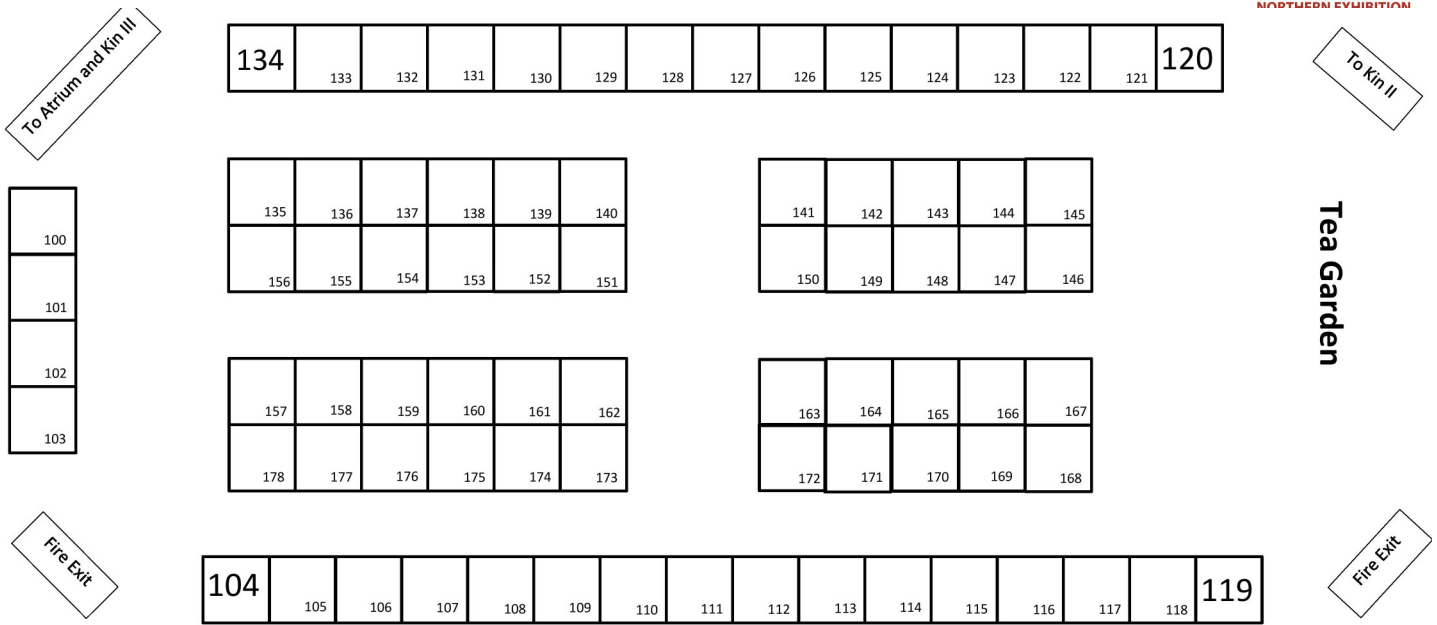 NORTHERN EXHIBITION
To Atrium and Kin III
134 133 132 131 130 129 128 127 126 125 124 123 122 121 120
To Kin II
135 136 137 138 139 140 141 142 143 144 145
100
156 155 154 153 152 151 150 149 148 147 146
101
Tea Garden
102
157 158 159 160 161 162 163 164 165 166 167
103
178 177 176 175 174 173 172 171 170 169 168
Fire Exit
Fire Exit
104 105 106 107 108 109 110 111 112 113 114 115 116 117 118 119